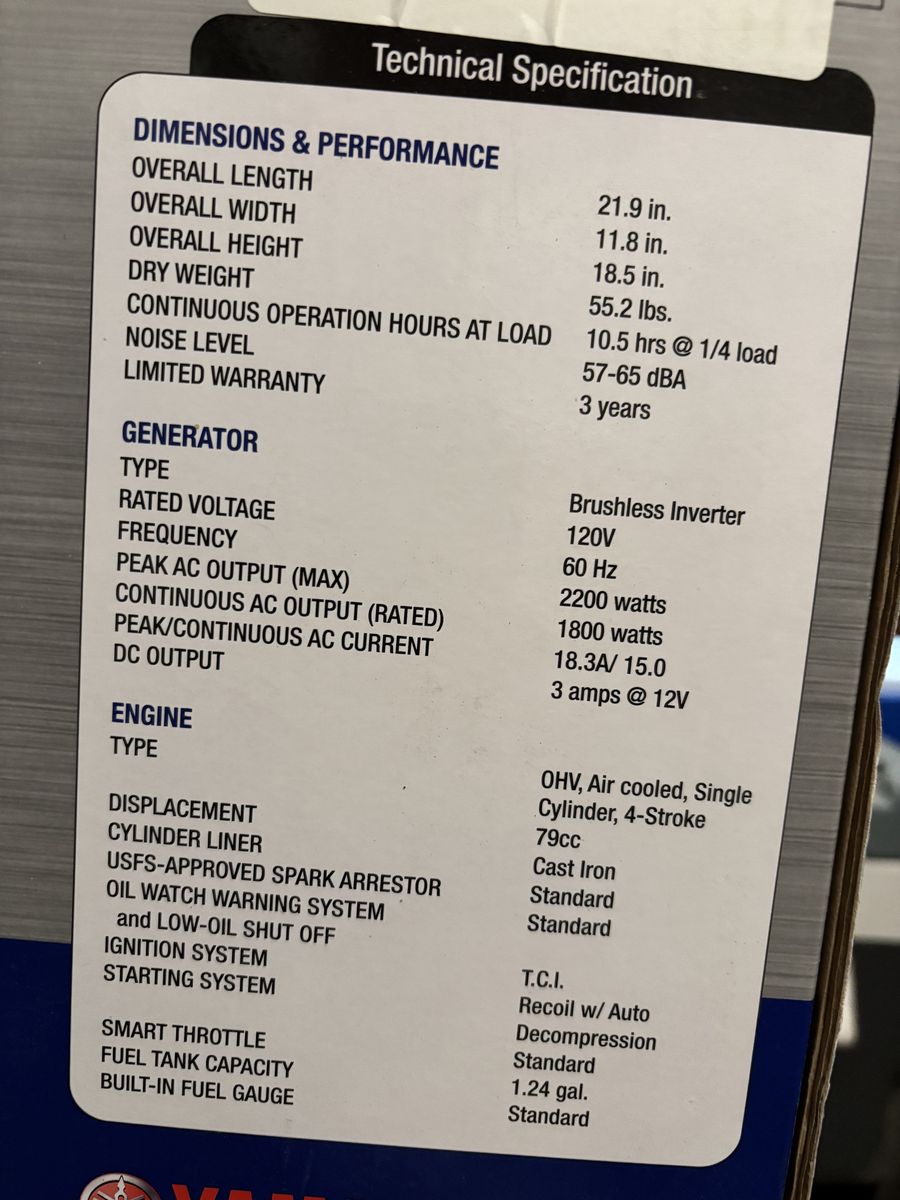 Technical Specification
DIMENSIONS & PERFORMANCE
OVERALL LENGTH 21.9 in.
OVERALL WIDTH 11.8 in.
OVERALL HEIGHT 18.5 in.
DRY WEIGHT 55.2 lbs.
CONTINUOUS OPERATION HOURS AT LOAD 10.5 hrs @ 1/4 load
NOISE LEVEL 57-65 dBA
LIMITED WARRANTY 3 years
GENERATOR
TYPE Brushless Inverter
RATED VOLTAGE 120V
FREQUENCY 60 Hz
PEAK AC OUTPUT (MAX) 2200 watts
CONTINUOUS AC OUTPUT (RATED) 1800 watts
PEAK/CONTINUOUS AC CURRENT 18.3A/ 15.0
DC OUTPUT 3 amps @ 12V
ENGINE
TYPE OHV, Air cooled, Single
Cylinder, 4-Stroke
DISPLACEMENT 79cc
CYLINDER LINER Cast Iron
USFS-APPROVED SPARK ARRESTOR Standard
OIL WATCH WARNING SYSTEM Standard
and LOW-OIL SHUT OFF
IGNITION SYSTEM T.C.I.
STARTING SYSTEM Recoil w/ Auto
Decompression
SMART THROTTLE Standard
FUEL TANK CAPACITY 1.24 gal.
BUILT-IN FUEL GAUGE Standard